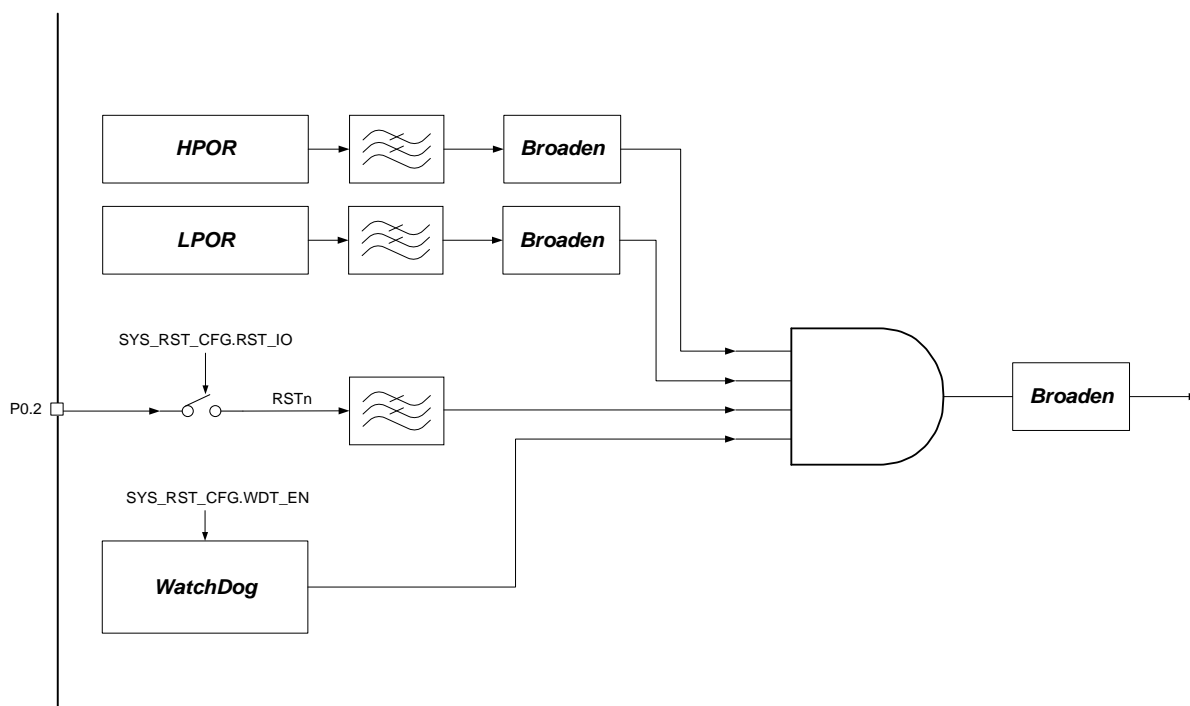 HPOR
Broaden
LPOR
Broaden
SYS_RST_CFG.RST_IO
P0.2
RSTn
Broaden
SYS_RST_CFG.WDT_EN
WatchDog